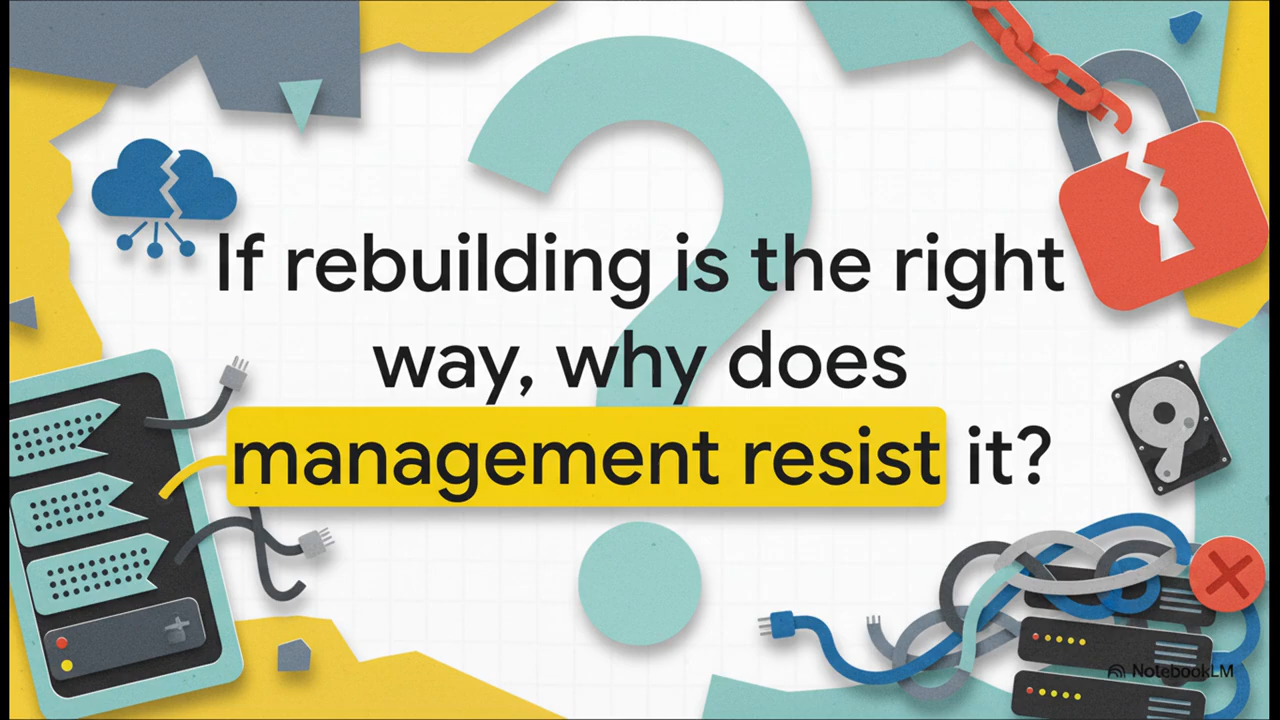 If rebuilding is the right
way, why does
management resist it?
NotebookLM